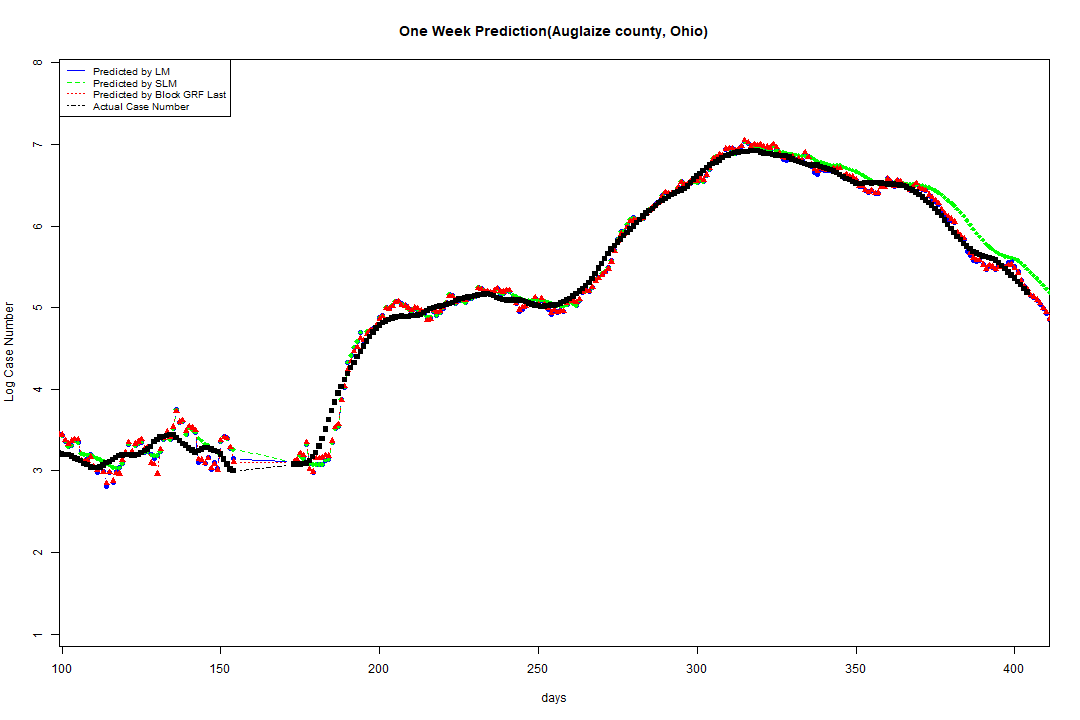 One Week Prediction(Auglaize county, Ohio)
Predicted by LM
Predicted by SLM
Predicted by Block GRF Last
Actual Case Number
Log Case Number
8
7
6
5
4
3
2
1
100 150 200 250 300 350 400
days